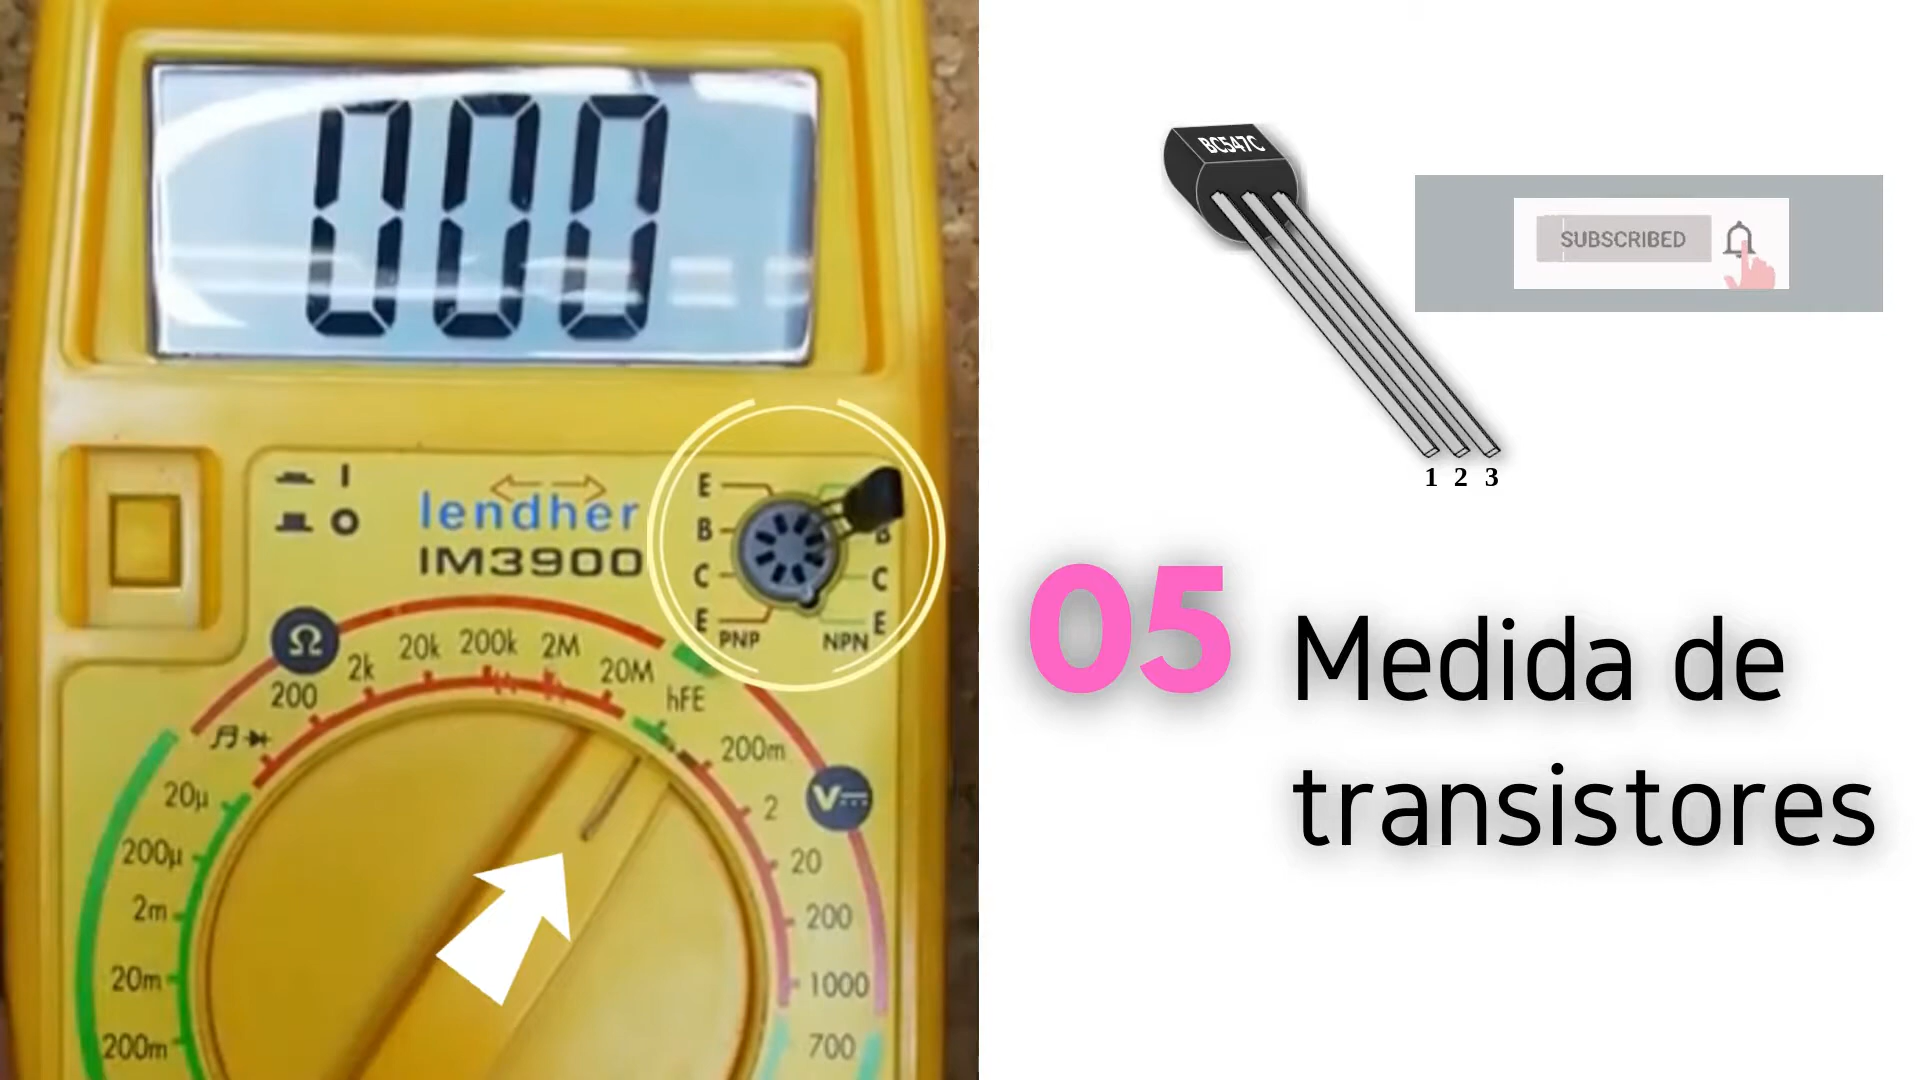 000
lendher
IM3900
E
B
C
E
PNP
B
C
E
NPN
Ω
200
2k
20k
200k
2M
20M
hFE
200m
2
20
200
1000
700
V
20µ
200µ
2m
20m
200m
BC547C
1 2 3
SUBSCRIBED
05 Medida de
transistores